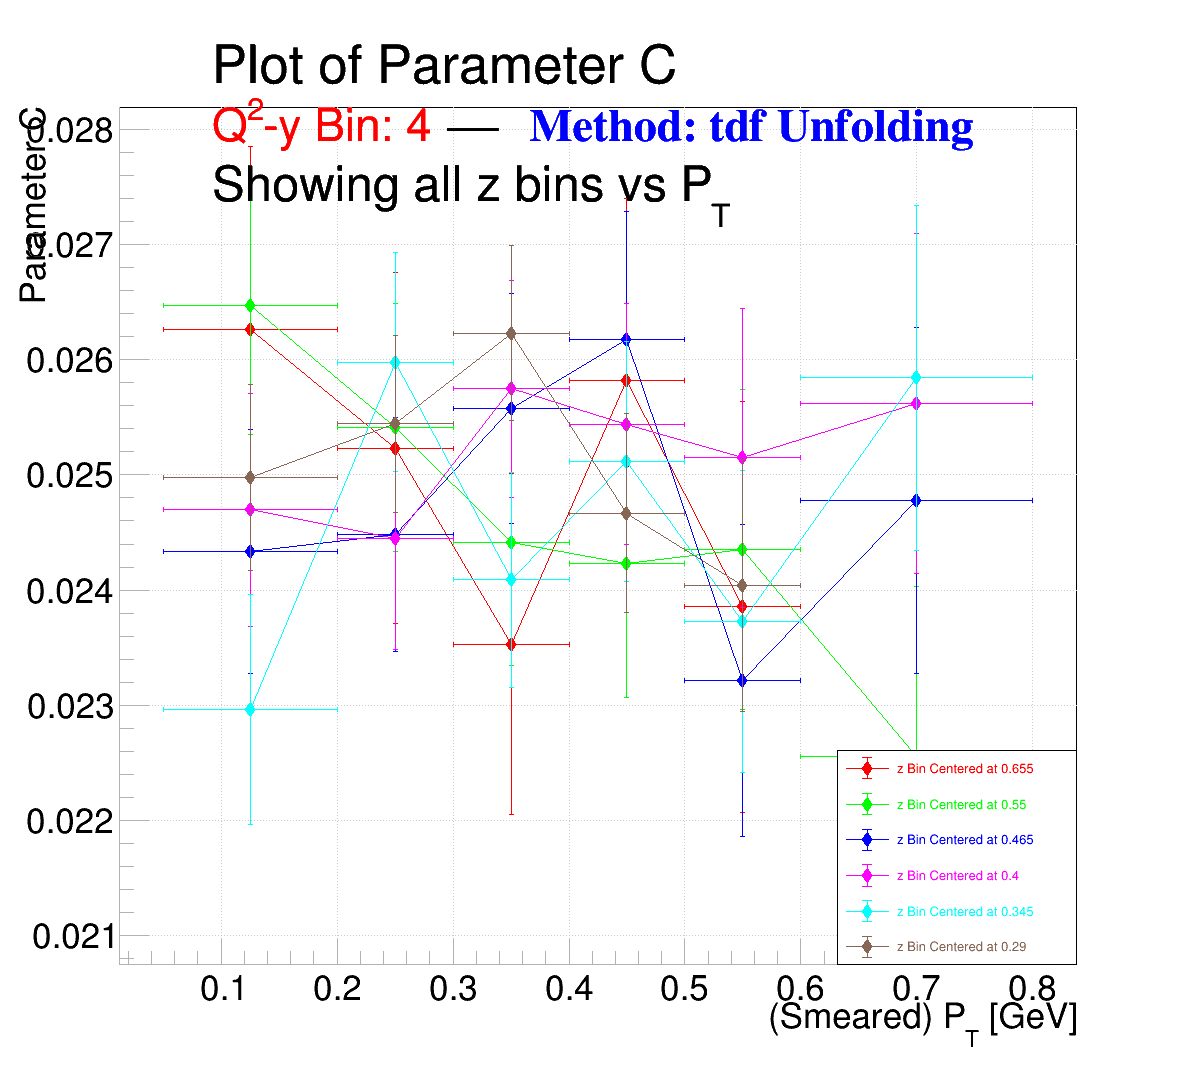 Plot of Parameter C
Q²-y Bin: 4 — Method: tdf Unfolding
Showing all z bins vs P_T
Parameter C
0.028
0.027
0.026
0.025
0.024
0.023
0.022
0.021
z Bin Centered at 0.655
z Bin Centered at 0.55
z Bin Centered at 0.465
z Bin Centered at 0.4
z Bin Centered at 0.345
z Bin Centered at 0.29
0.1 0.2 0.3 0.4 0.5 0.6 0.7 0.8
(Smeared) P_T [GeV]